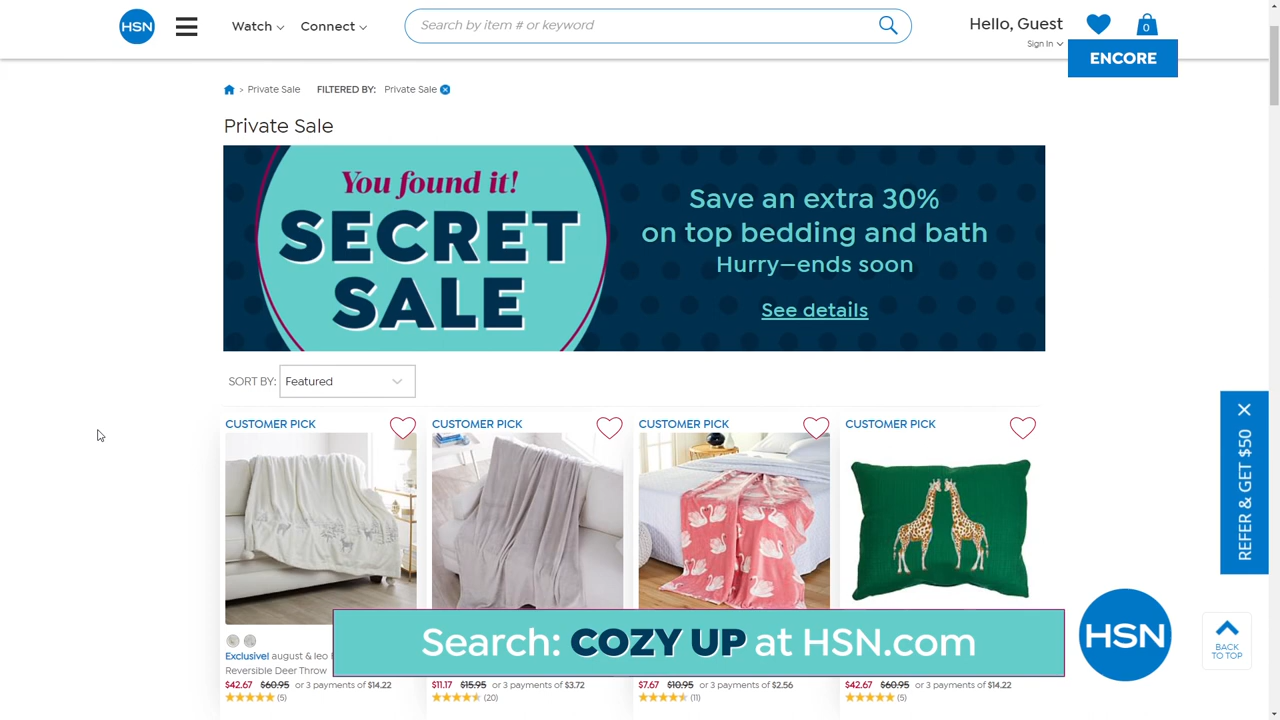 HSN
Watch
Connect
Search by item # or keyword
Hello, Guest
Sign In
0
ENCORE
> Private Sale
FILTERED BY:
Private Sale
Private Sale
You found it!
SECRET
SALE
Save an extra 30%
on top bedding and bath
Hurry—ends soon
See details
SORT BY:
Featured
CUSTOMER PICK
CUSTOMER PICK
CUSTOMER PICK
CUSTOMER PICK
REFER & GET $50
Search: COZY UP at HSN.com
HSN
BACK
TO TOP
Exclusive! august & leo
Reversible Deer Throw
$42.67 $60.95 or 3 payments of $14.22
(5)
$11.17 $15.95 or 3 payments of $3.72
(20)
$7.67 $10.95 or 3 payments of $2.56
(11)
$42.67 $60.95 or 3 payments of $14.22
(5)